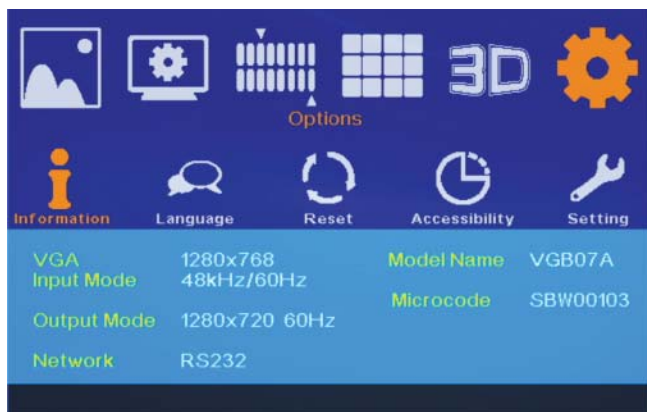 3D
Options
Information Language Reset Accessibility Setting
VGA 1280x768 Model Name VGB07A
Input Mode 48kHz/60Hz
Microcode SBW00103
Output Mode 1280x720 60Hz
Network RS232